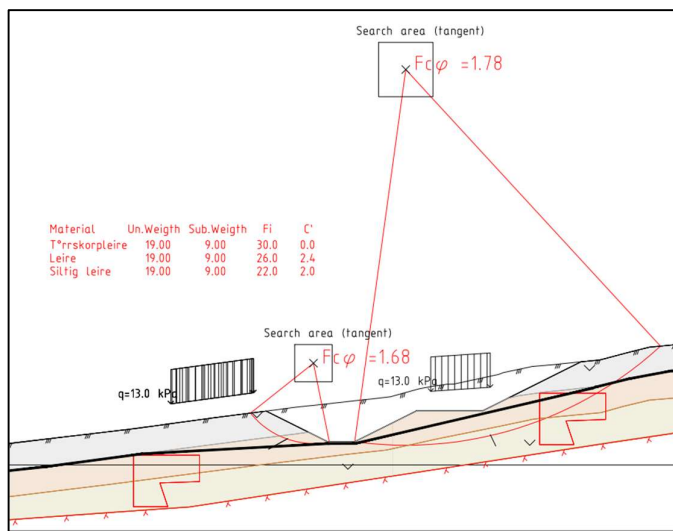 Search area (tangent)
Fcφ =1.78
Material Un.Weigth Sub.Weigth Fi C'
T°rrskorpleire 19.00 9.00 30.0 0.0
Leire 19.00 9.00 26.0 2.4
Siltig leire 19.00 9.00 22.0 2.0
Search area (tangent)
Fcφ =1.68
q=13.0 kPa
q=13.0 kPa